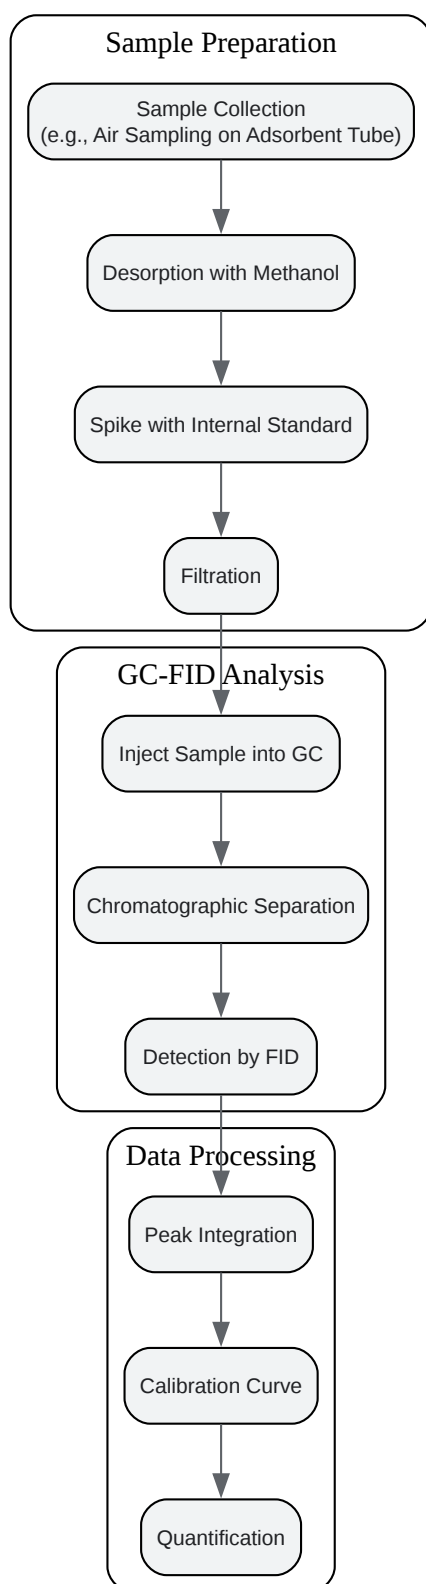 Sample Preparation
Sample Collection
(e.g., Air Sampling on Adsorbent Tube)
Desorption with Methanol
Spike with Internal Standard
Filtration
GC-FID Analysis
Inject Sample into GC
Chromatographic Separation
Detection by FID
Data Processing
Peak Integration
Calibration Curve
Quantification